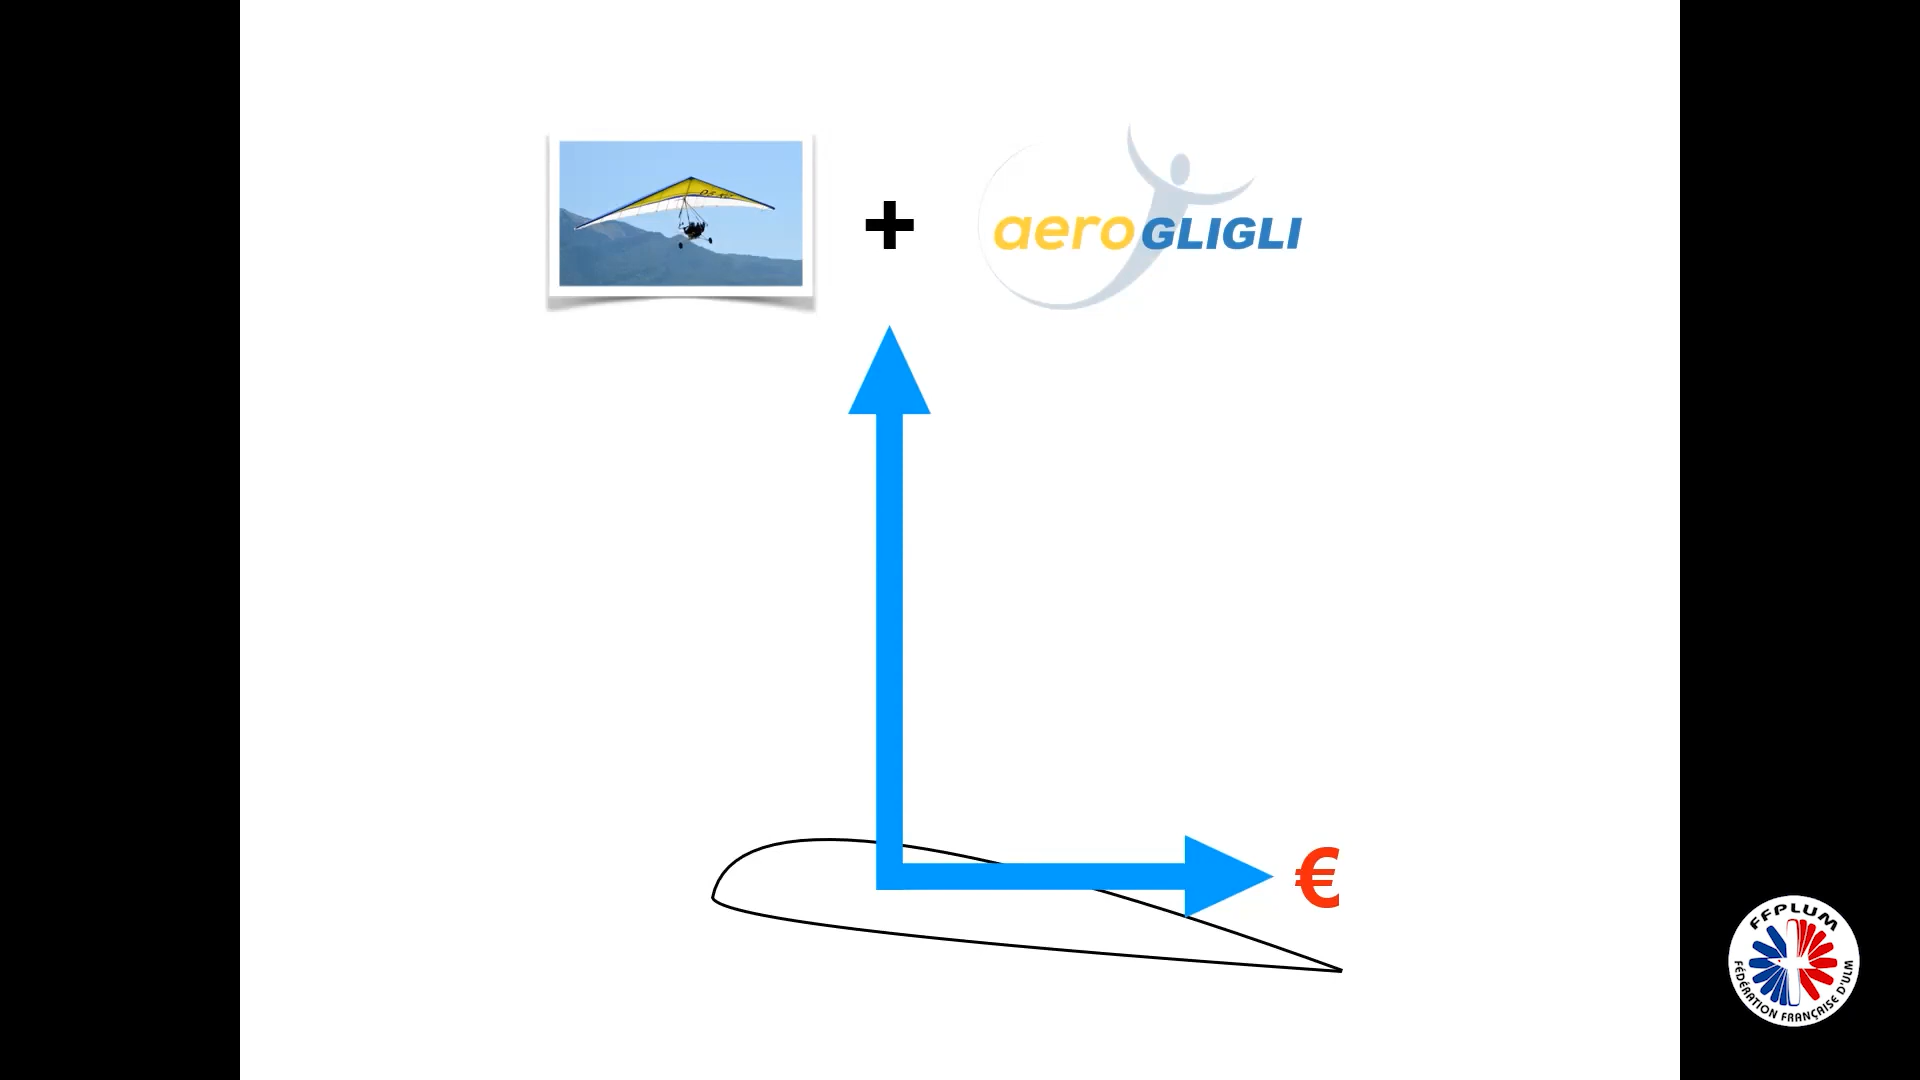 +
aeroGLIGLI
€
FFPLUM
FÉDÉRATION FRANÇAISE D'ULM